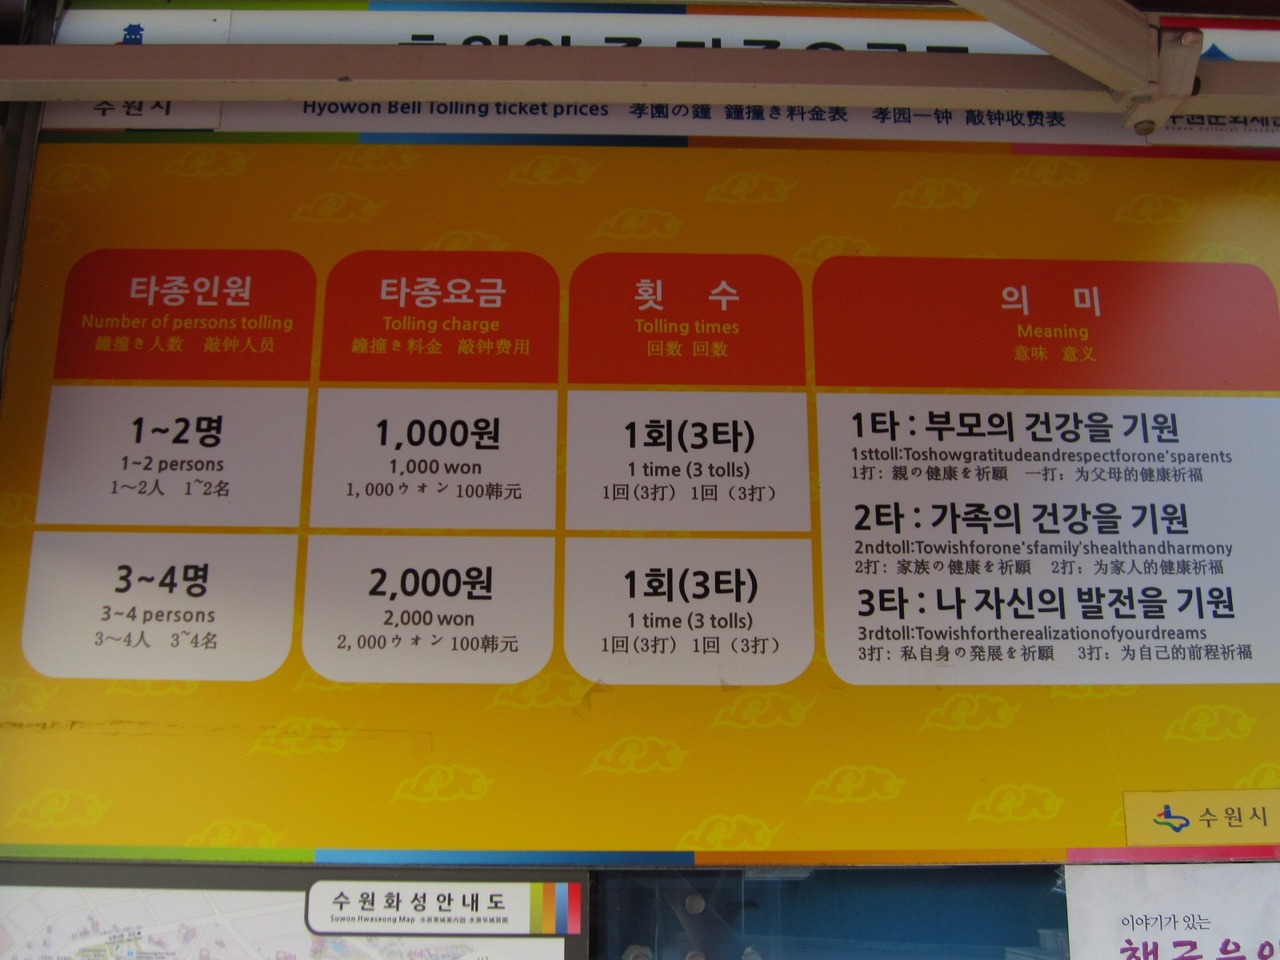 수원시
Hyowon Bell Tolling ticket prices 孝園の鐘 鐘撞き料金表 孝园一钟 敲钟收费表
타종인원
Number of persons tolling
鐘撞き人数 敲钟人员
타종요금
Tolling charge
鐘撞き料金 敲钟费用
횟 수
Tolling times
回数 回数
의 미
Meaning
意味 意义
1~2명
1~2 persons
1～2人 1~2名
1,000원
1,000 won
1,000ウォン 100韩元
1회(3타)
1 time (3 tolls)
1回(3打) 1回（3打）
3~4명
3~4 persons
3～4人 3~4名
2,000원
2,000 won
2,000ウォン 100韩元
1회(3타)
1 time (3 tolls)
1回(3打) 1回（3打）
1타 : 부모의 건강을 기원
1sttoll:Toshowgratitudeandrespectforone'sparents
1打: 親の健康を祈願 一打: 为父母的健康祈福
2타 : 가족의 건강을 기원
2ndtoll:Towishforone'sfamily'shealthandharmony
2打: 家族の健康を祈願 2打: 为家人的健康祈福
3타 : 나 자신의 발전을 기원
3rdtoll:Towishfortherealizationofyourdreams
3打: 私自身の発展を祈願 3打: 为自己的前程祈福
수원시
수원화성안내도
Suwon Hwaseong Map
이야기가 있는